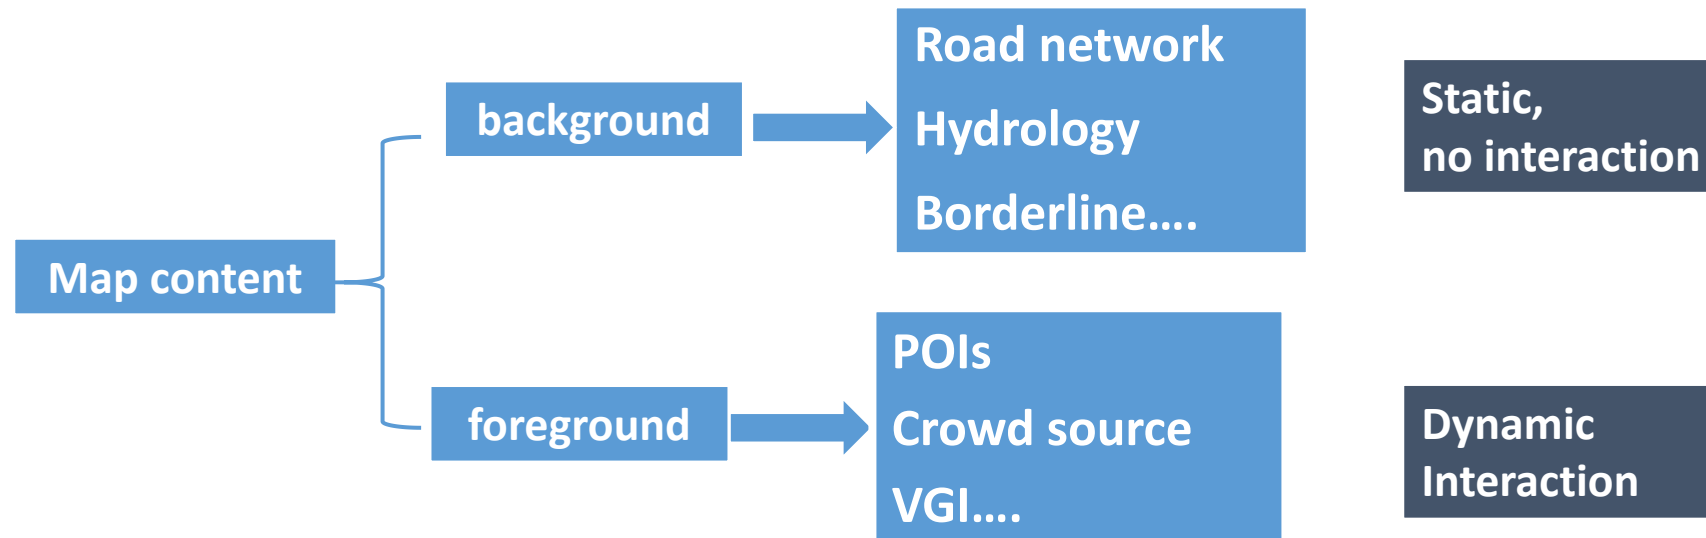 Map content
background
Road network
Hydrology
Borderline....
Static,
no interaction
foreground
POIs
Crowd source
VGI....
Dynamic
Interaction